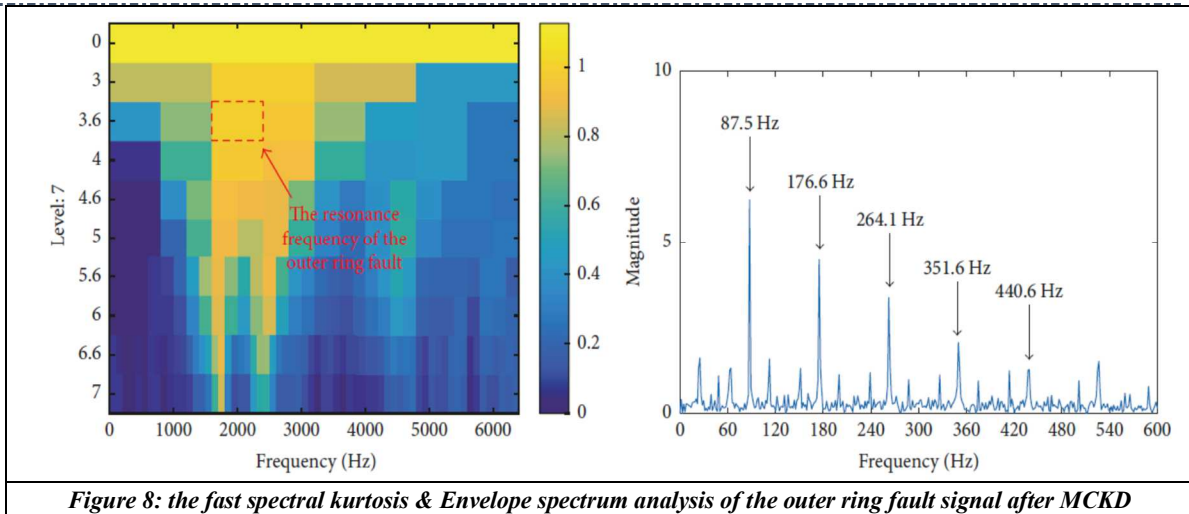 0
3
3.6
4
4.6
5
5.6
6
6.6
7
Level: 7
0 1000 2000 3000 4000 5000 6000
Frequency (Hz)
The resonance
frequency of the
outer ring fault
1
0.8
0.6
0.4
0.2
0
10
5
0
Magnitude
87.5 Hz
176.6 Hz
264.1 Hz
351.6 Hz
440.6 Hz
0 60 120 180 240 300 360 420 480 540 600
Frequency (Hz)
Figure 8: the fast spectral kurtosis & Envelope spectrum analysis of the outer ring fault signal after MCKD